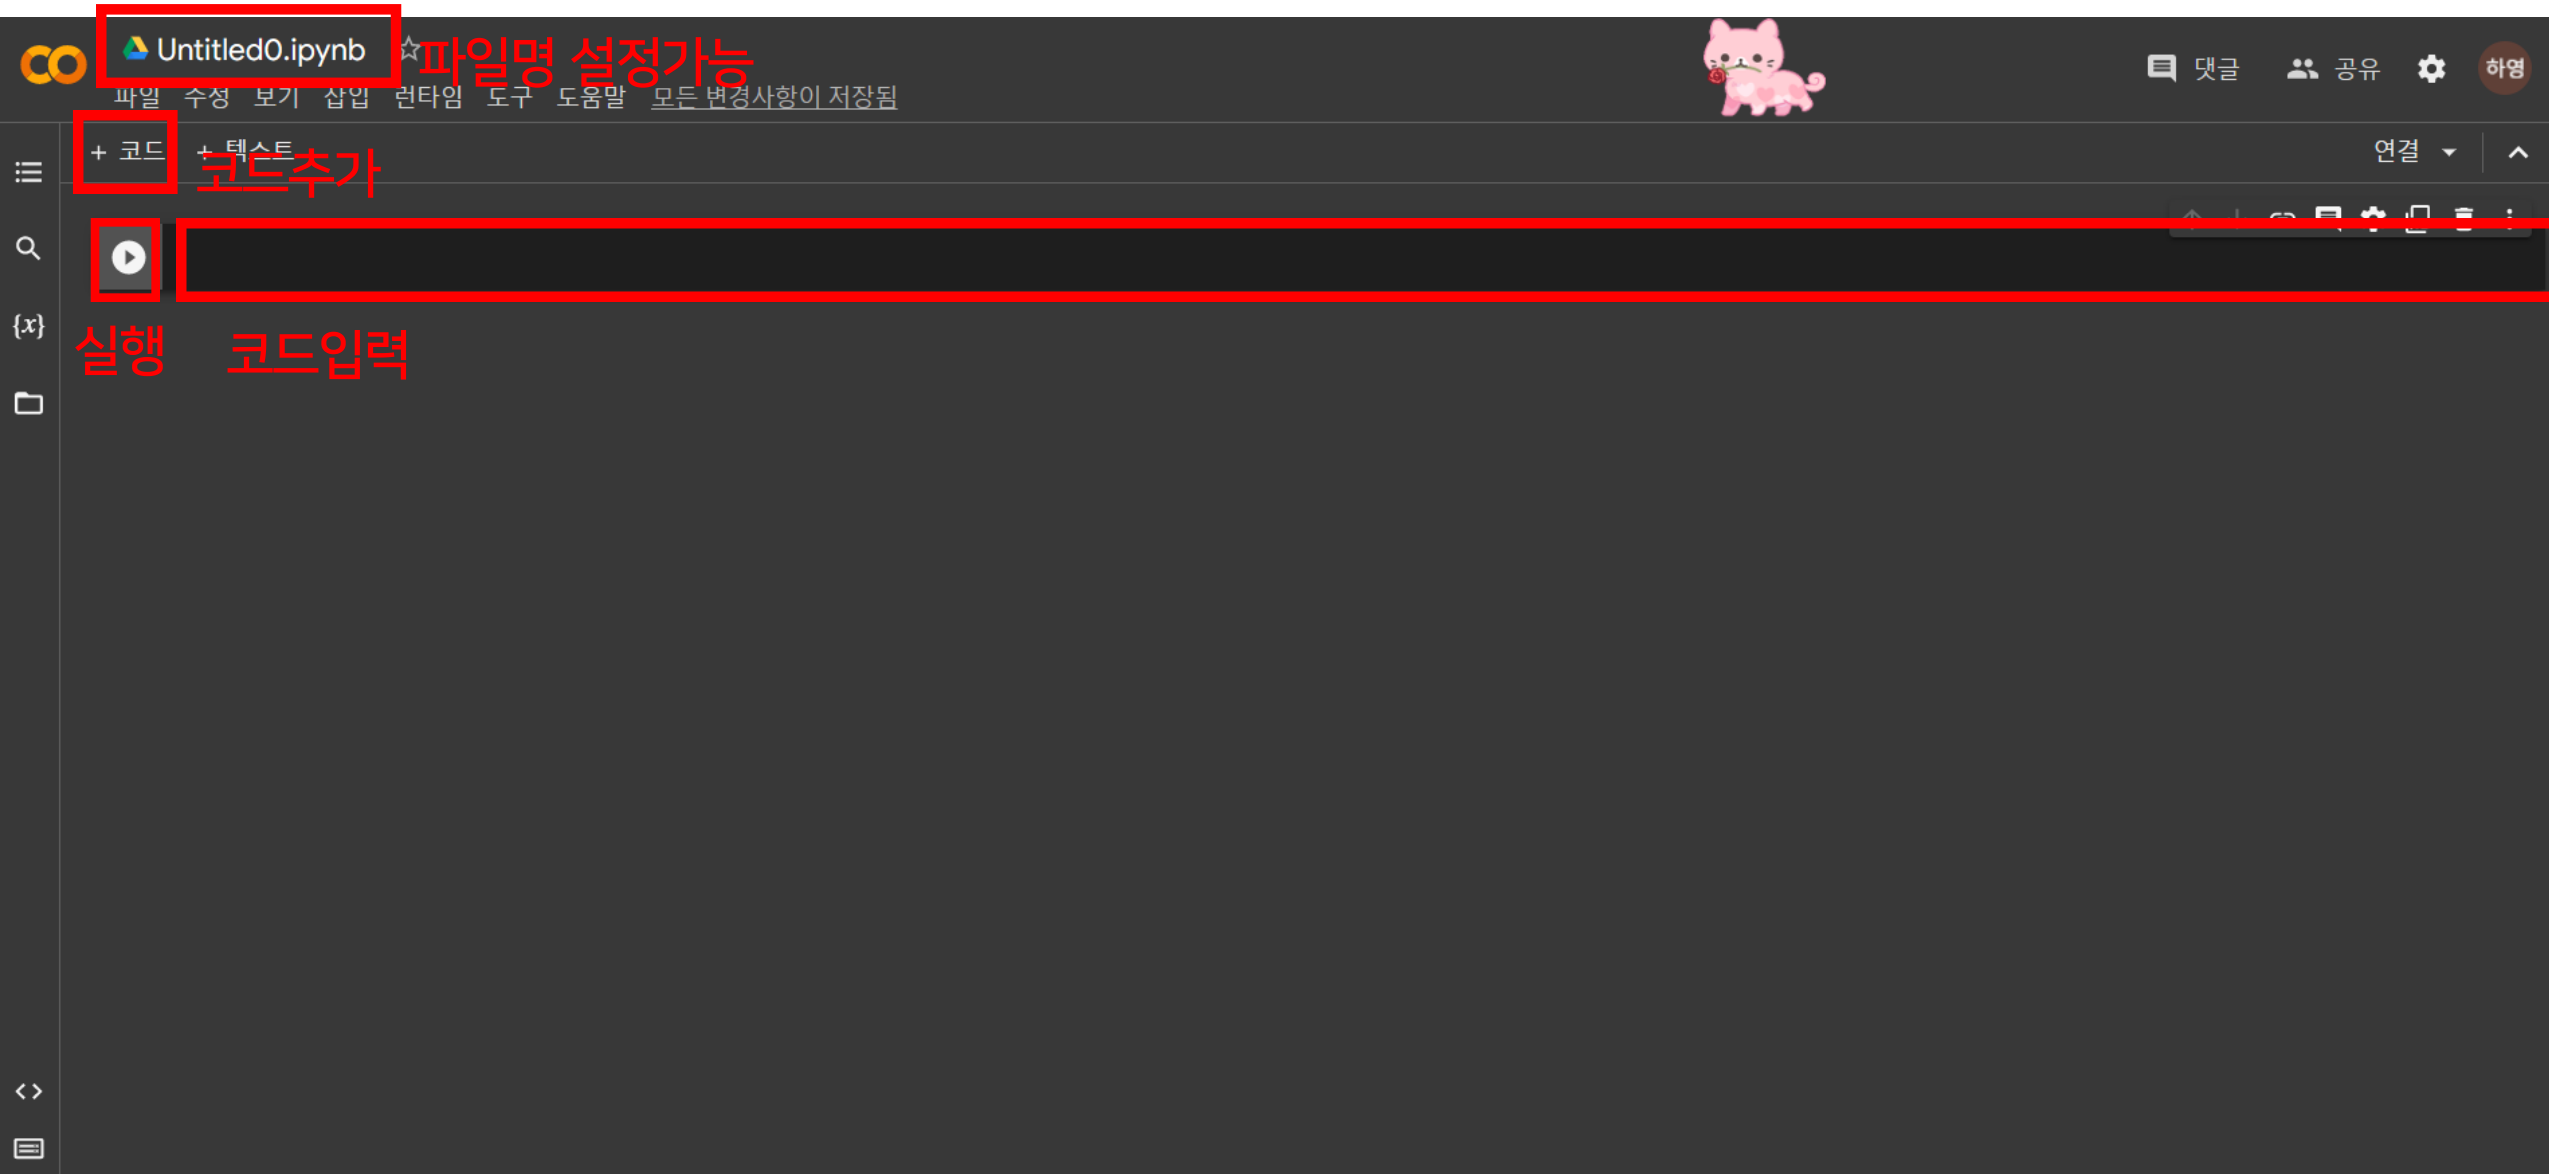 Untitled0.ipynb
파일명 설정가능
파일 수정 보기 삽입 런타임 도구 도움말 모든 변경사항이 저장됨
댓글 공유 하영
+ 코드 + 텍스트
코드추가
연결
{x}
실행 코드입력